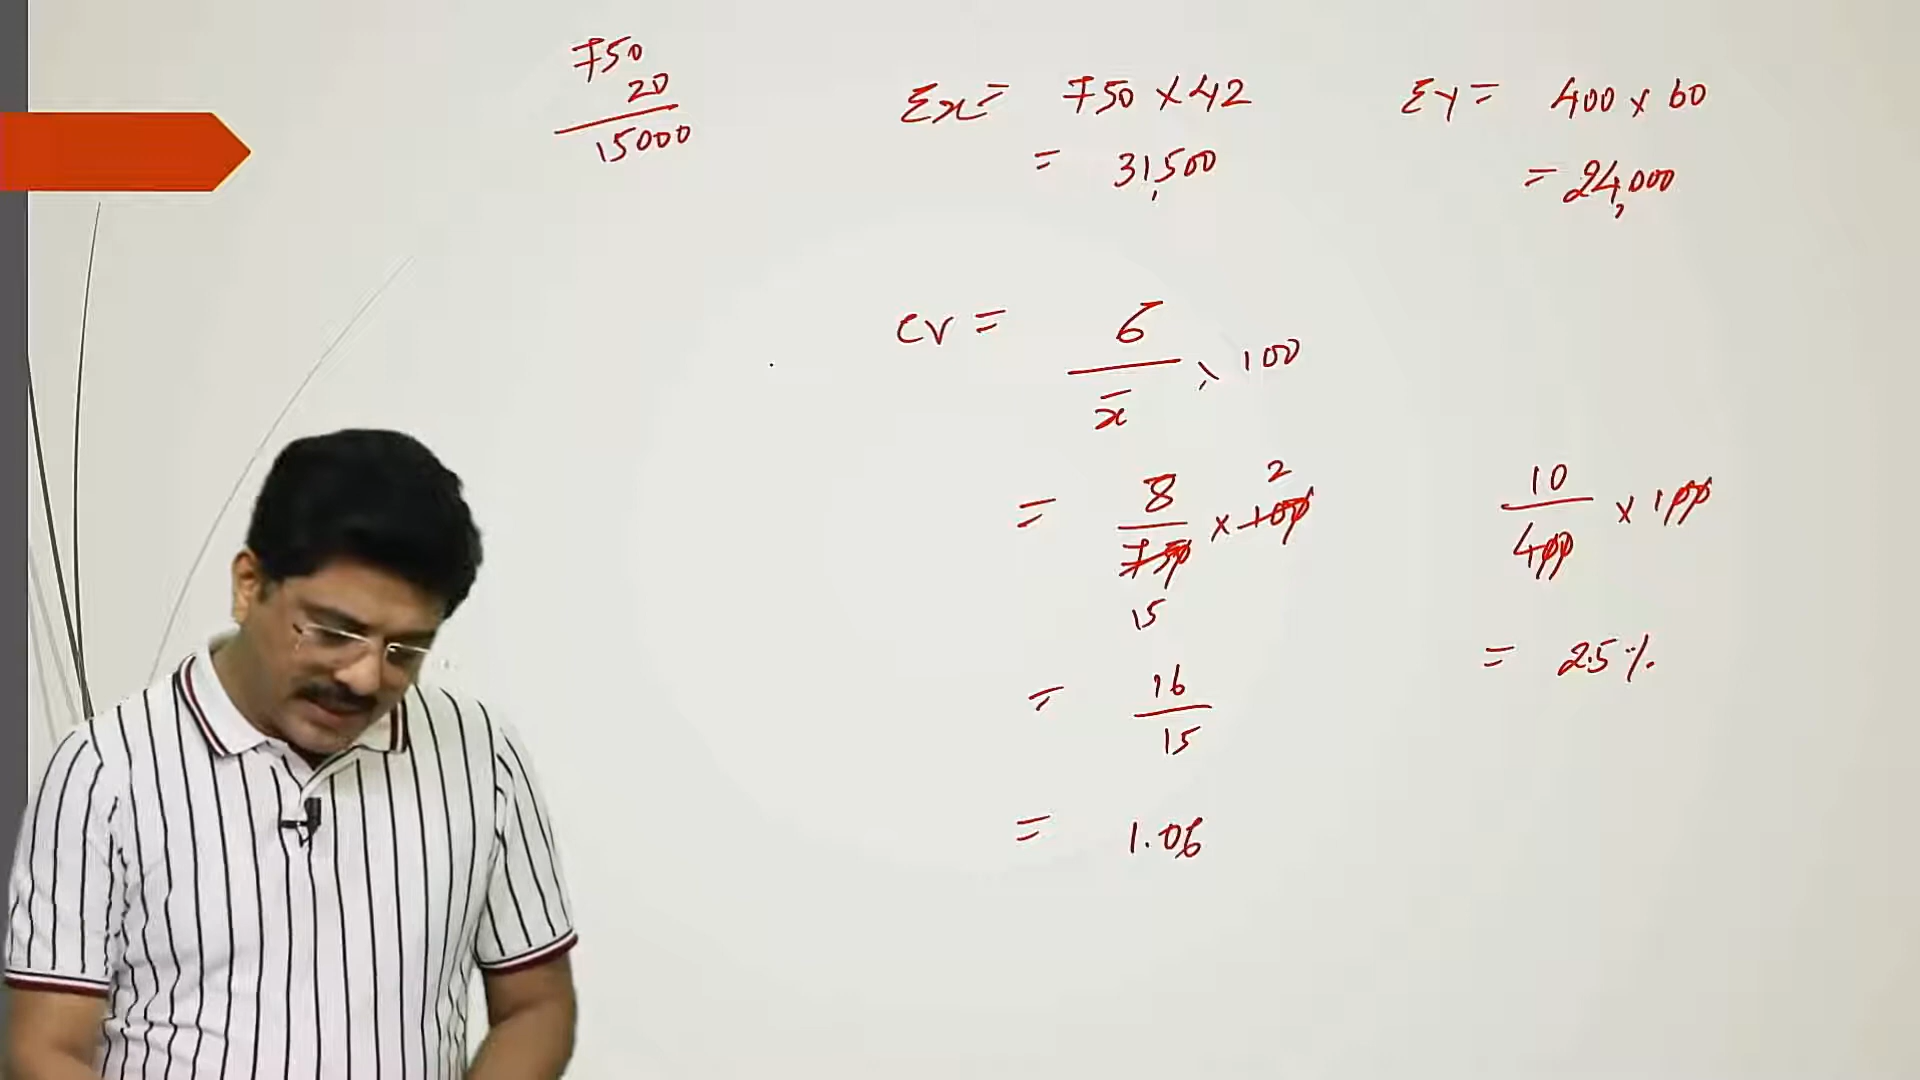 750
20
15000
Σx = 750 × 42
= 31,500
Σy = 400 × 60
= 24,000
CV = σ / x̄ × 100
= 8 / 750 × 100
2
15
= 16 / 15
= 1.06
10 / 400 × 100
= 2.5%